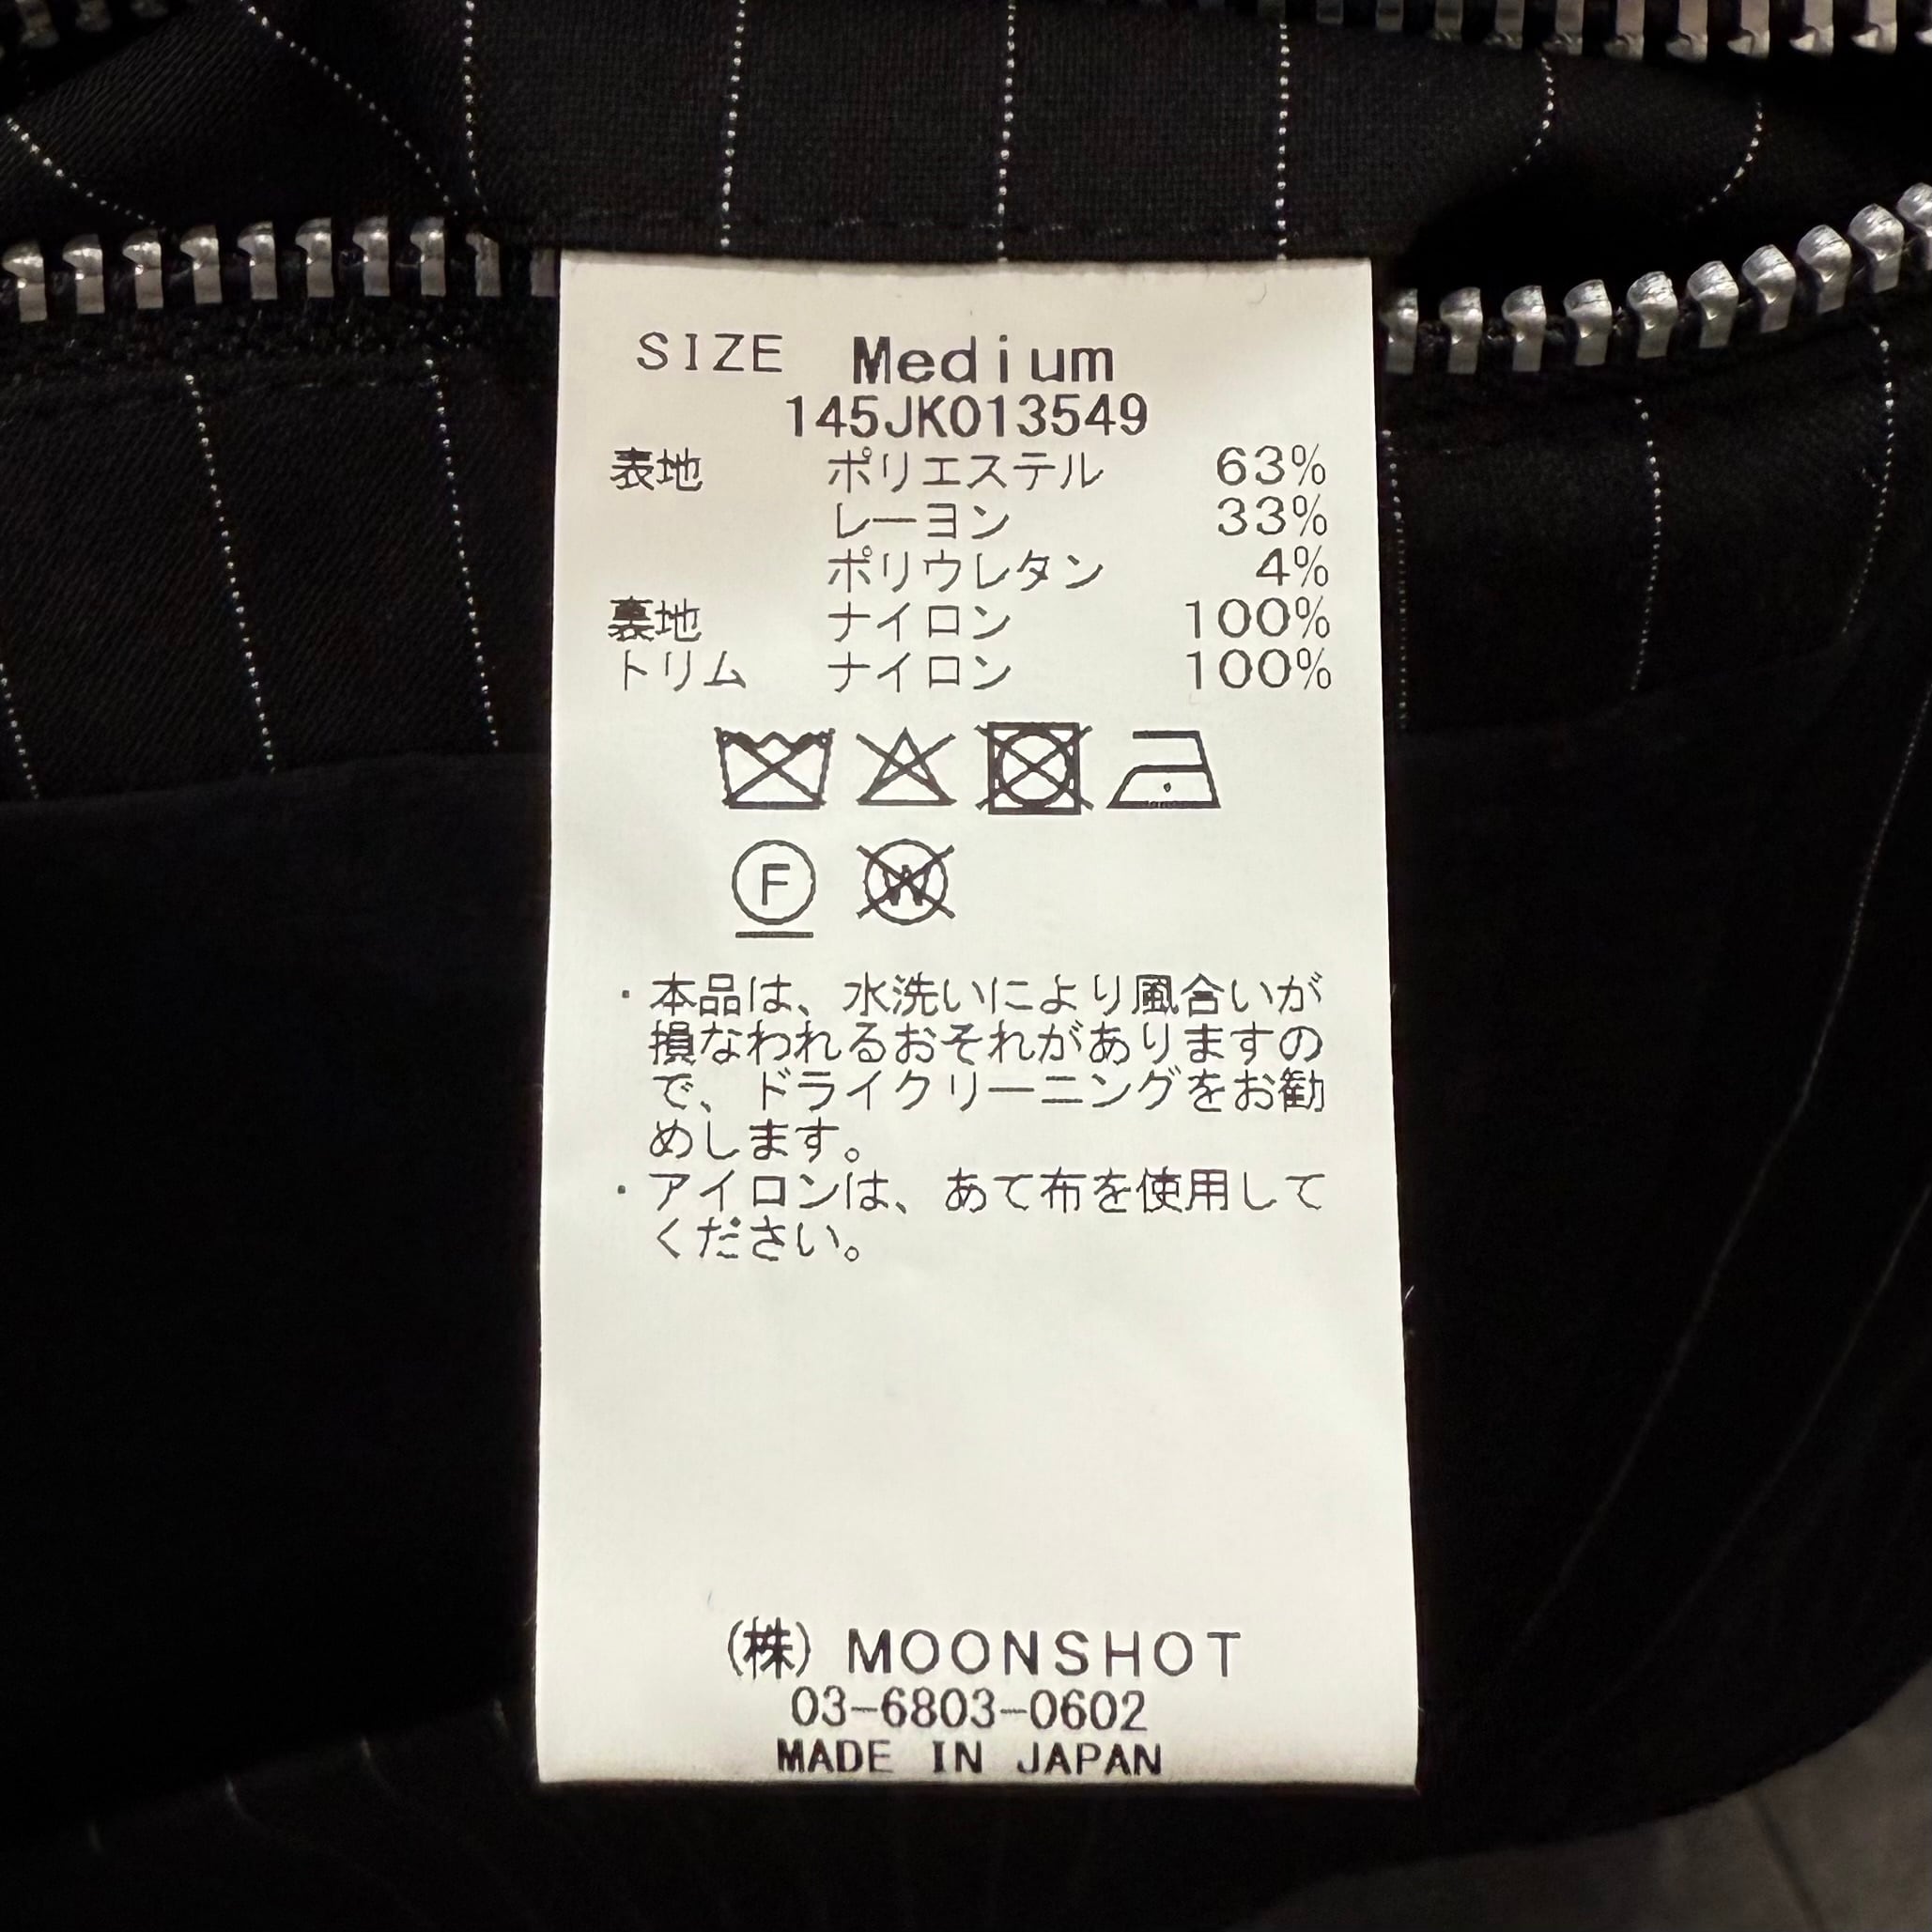 SIZE Medium
145JK013549
表地 ポリエステル 63%
レーヨン 33%
ポリウレタン 4%
裏地 ナイロン 100%
トリム ナイロン 100%
F W
・本品は、水洗いにより風合いが
損なわれるおそれがありますの
で、ドライクリーニングをお勧
めします。
・アイロンは、あて布を使用して
ください。
(株) MOONSHOT
03-6803-0602
MADE IN JAPAN